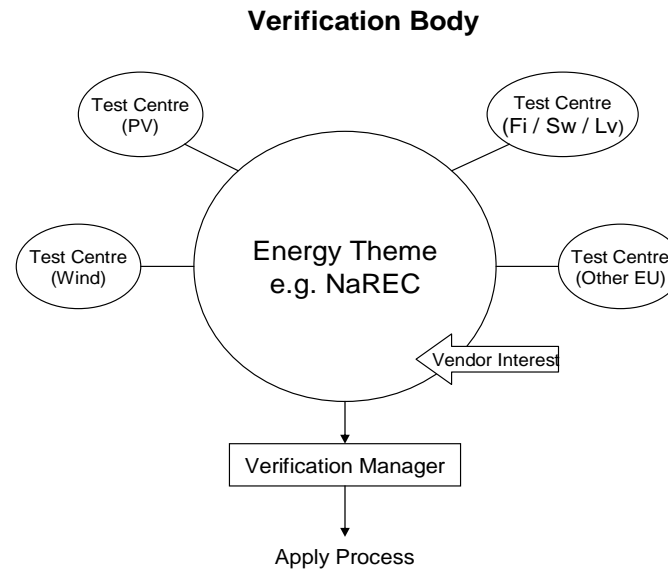 Verification Body
Test Centre
(PV)
Test Centre
(Fi / Sw / Lv)
Energy Theme
e.g. NaREC
Test Centre
(Wind)
Test Centre
(Other EU)
Vendor Interest
Verification Manager
Apply Process